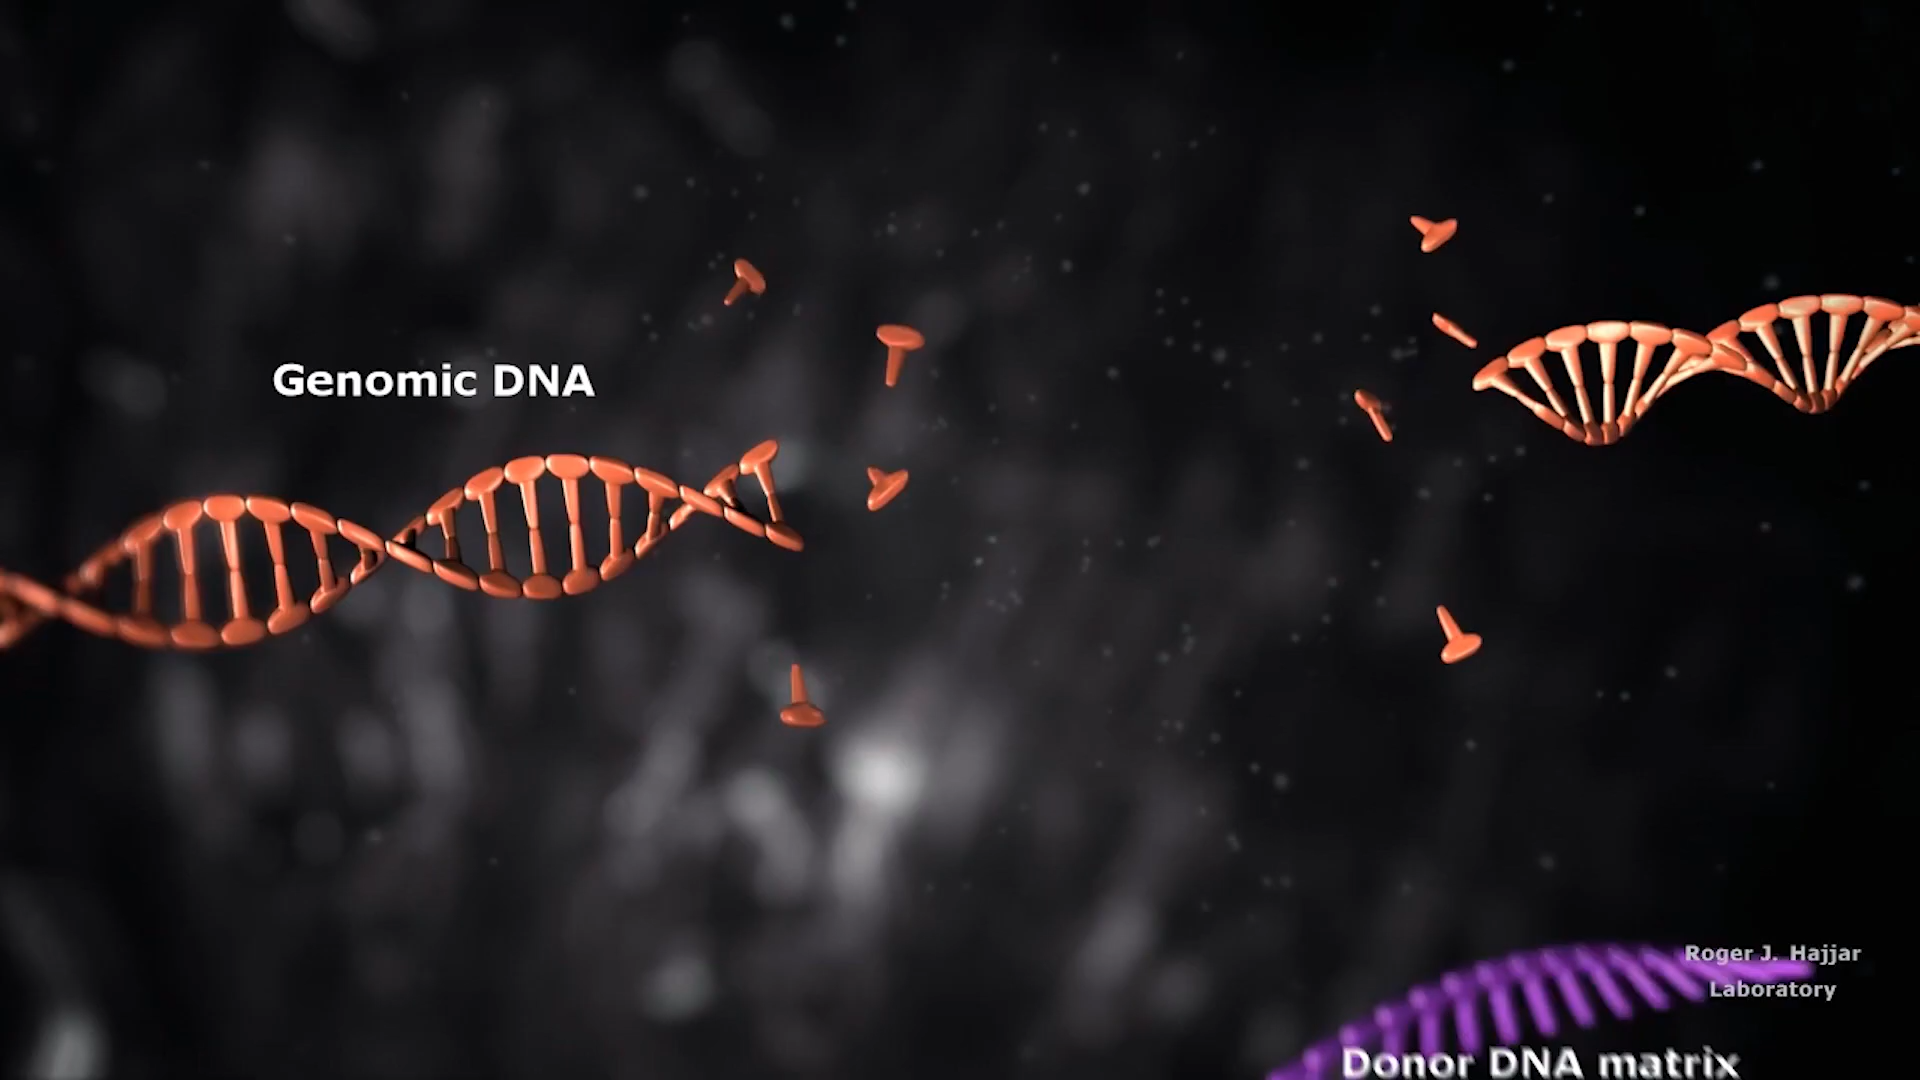 Genomic DNA
Roger J. Hajjar
Laboratory
Donor DNA matrix